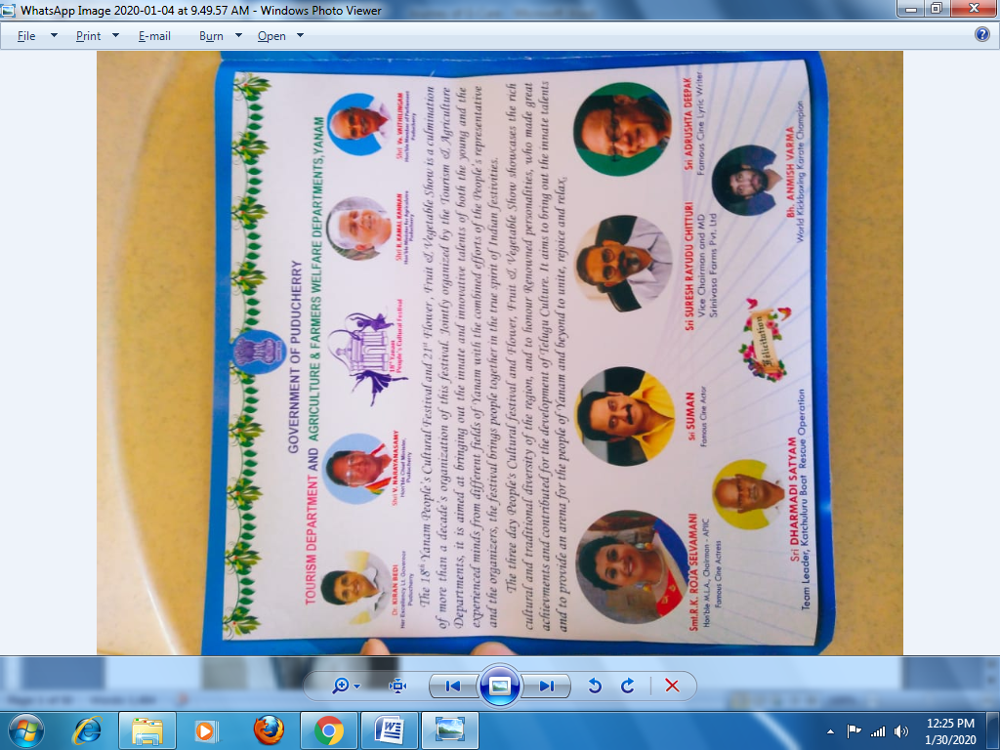 WhatsApp Image 2020-01-04 at 9.49.57 AM - Windows Photo Viewer
File Print E-mail Burn Open
GOVERNMENT OF PUDUCHERRY
TOURISM DEPARTMENT AND AGRICULTURE & FARMERS WELFARE DEPARTMENTS, YANAM
Dr. KIRAN BEDI
Her Excellency Lt. Governor
Puducherry
Shri V. NARAYANASAMY
Hon'ble Chief Minister,
Puducherry
18th Yanam
People's Cultural Festival
Shri R. KAMALA KANNAN
Hon'ble Minister for Agriculture
Puducherry
Shri Ve. VAITHILINGAM
Hon'ble Member of Parliament
Puducherry
The 18th Yanam People's Cultural Festival and 21st Flower, Fruit & Vegetable Show is a culmination
of more than a decade's organization of this festival. Jointly organized by the Tourism & Agriculture
Departments, it is aimed at bringing out the innate and innovative talents of both the young and the
experienced minds from different fields of Yanam with the combined efforts of the People's representative
and the organizers, the festival brings people together in the true spirit of Indian festivities.
The three day People's Cultural festival and Flower, Fruit & Vegetable Show showcases the rich
cultural and traditional diversity of the region, and to honour Renowned personalities, who made great
achievments and contributed for the development of Telugu Culture. It aims to bring out the innate talents
and to provide an arena for the people of Yanam and beyond to unite, rejoice and relax.
Smt.R.K. ROJA SELVAMANI
Hon'ble M.L.A., Chairman - APIIC
Famous Cine Actress
Sri SUMAN
Famous Cine Actor
Sri SURESH RAYUDU CHITTURI
Vice Chairman and MD
Srinivasa Farms Pvt. Ltd
Sri ADRUSHTA DEEPAK
Famous Cine Lyric Writer
Felicitation
Sri DHARMADI SATYAM
Team Leader, Katchuluru Boat Rescue Operation
Bh. ANMISH VARMA
World Kickboxing Karate Champion
12:25 PM
1/30/2020